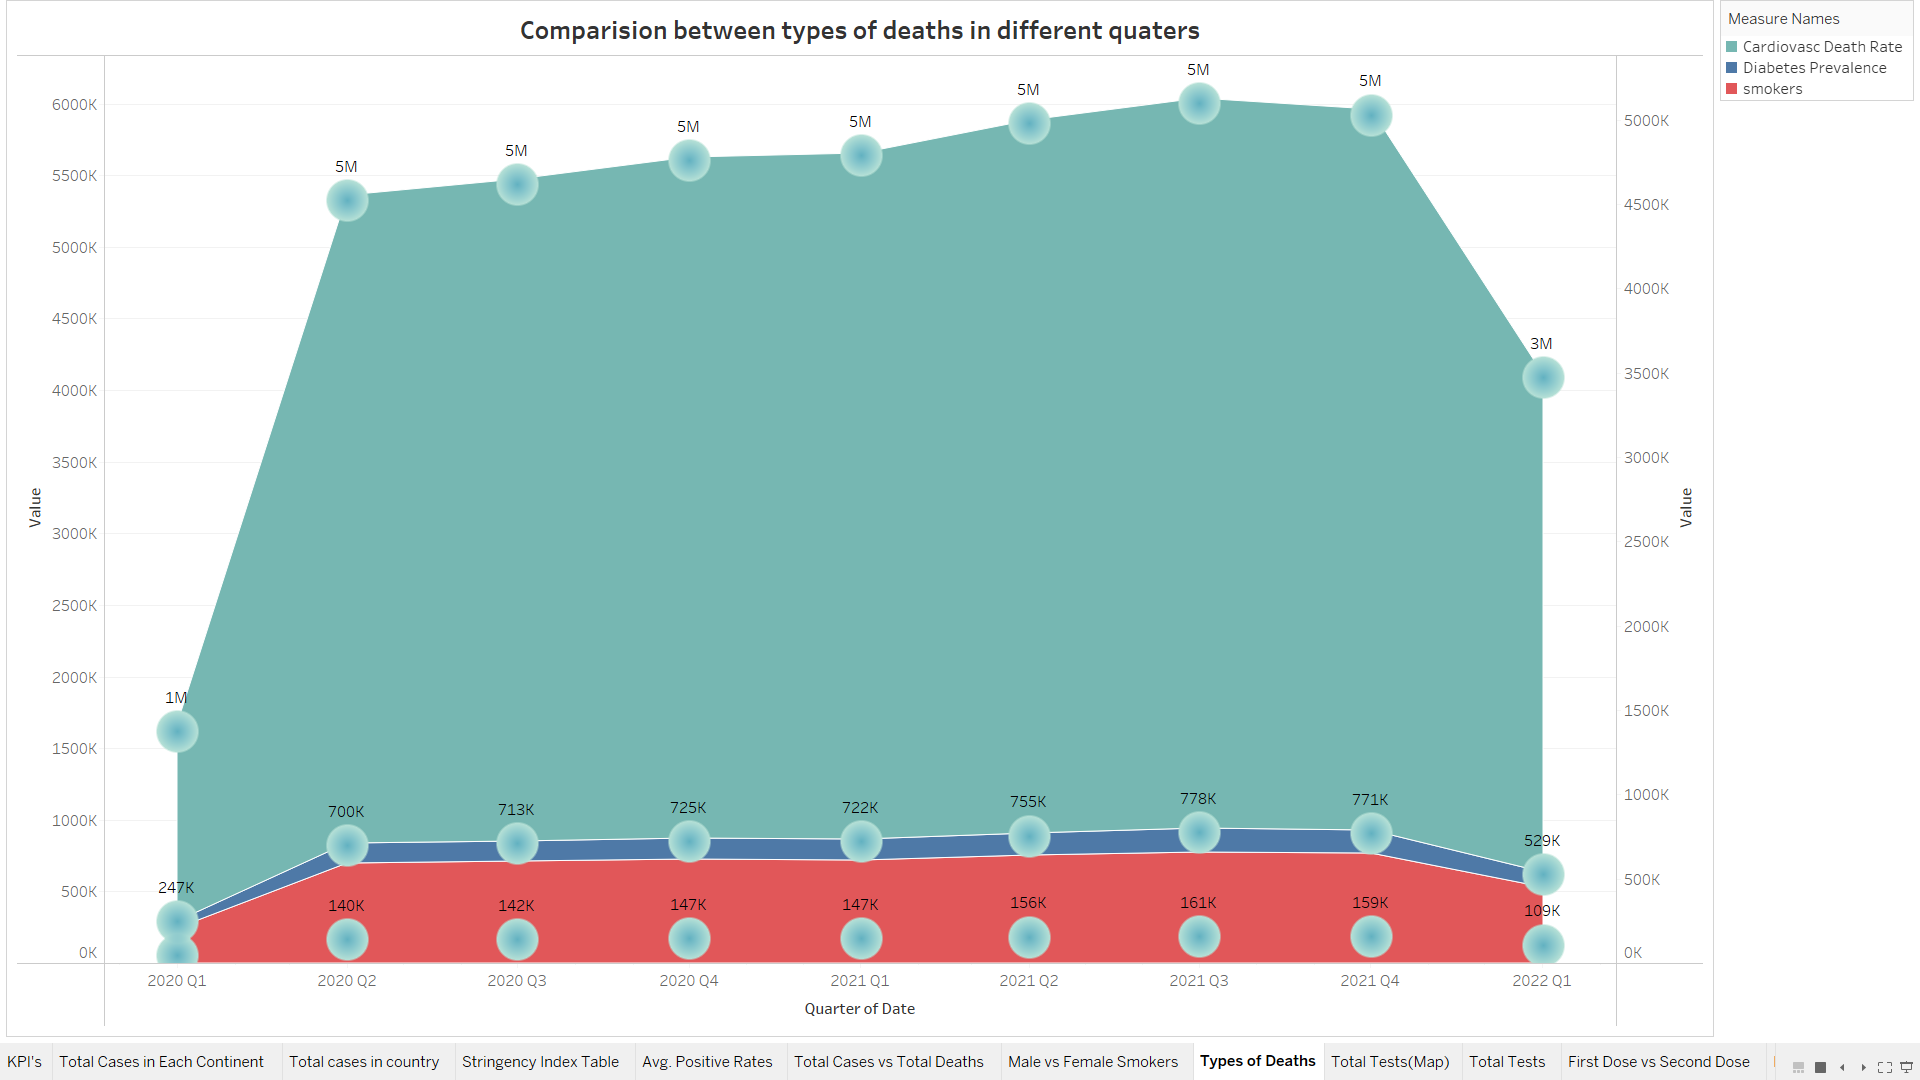 Comparision between types of deaths in different quaters
Measure Names
Cardiovasc Death Rate
Diabetes Prevalence
smokers
6000K
5500K
5000K
4500K
4000K
3500K
3000K
2500K
2000K
1500K
1000K
500K
0K
Value
1M
5M
5M
5M
5M
5M
5M
5M
3M
247K
700K
713K
725K
722K
755K
778K
771K
529K
140K
142K
147K
147K
156K
161K
159K
109K
5000K
4500K
4000K
3500K
3000K
2500K
2000K
1500K
1000K
500K
0K
Value
2020 Q1 2020 Q2 2020 Q3 2020 Q4 2021 Q1 2021 Q2 2021 Q3 2021 Q4 2022 Q1
Quarter of Date
KPI's Total Cases in Each Continent Total cases in country Stringency Index Table Avg. Positive Rates Total Cases vs Total Deaths Male vs Female Smokers Types of Deaths Total Tests(Map) Total Tests First Dose vs Second Dose